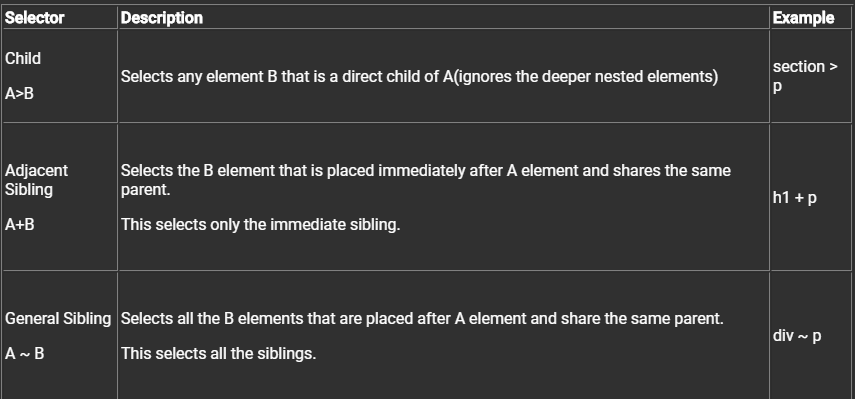 Selector Description Example
Child
A>B
Selects any element B that is a direct child of A(ignores the deeper nested elements)
section >
p
Adjacent
Sibling
A+B
Selects the B element that is placed immediately after A element and shares the same
parent.
This selects only the immediate sibling.
h1 + p
General Sibling
A ~ B
Selects all the B elements that are placed after A element and share the same parent.
This selects all the siblings.
div ~ p